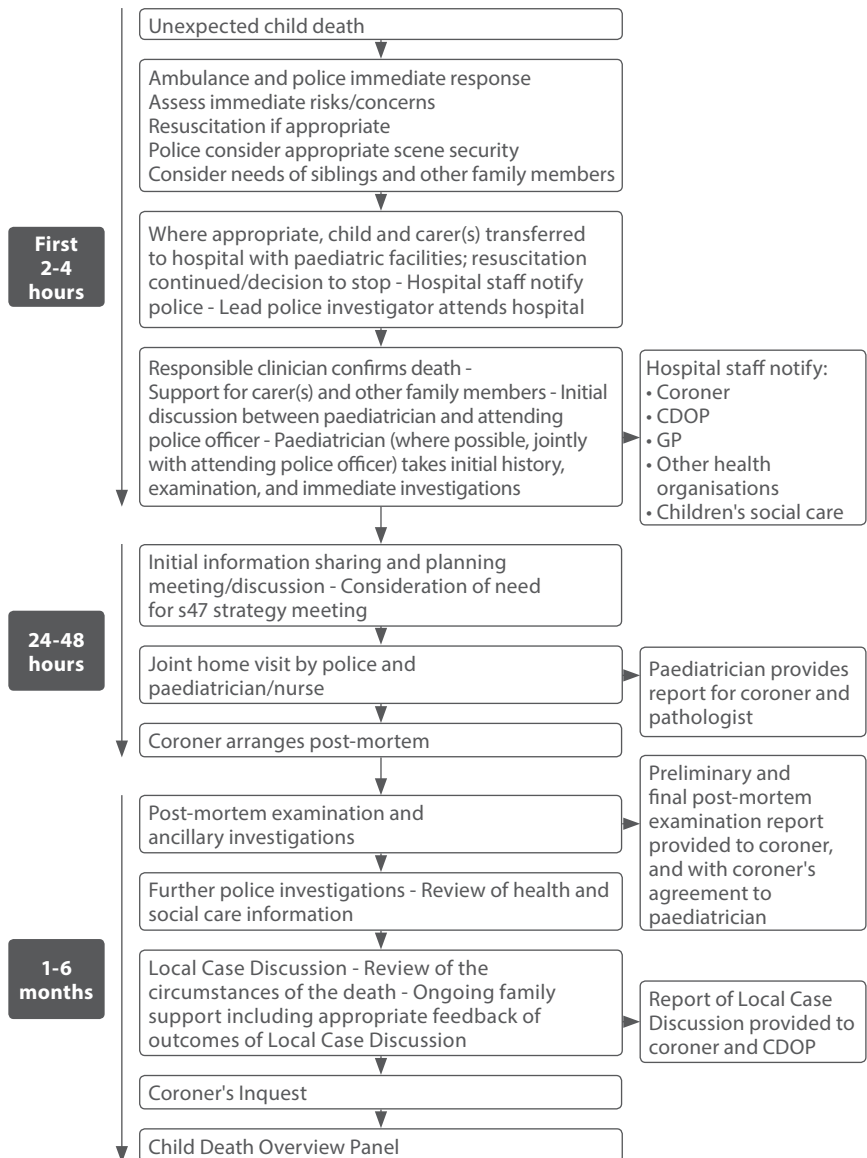 Unexpected child death
Ambulance and police immediate response
Assess immediate risks/concerns
Resuscitation if appropriate
Police consider appropriate scene security
Consider needs of siblings and other family members
First
2-4
hours
Where appropriate, child and carer(s) transferred
to hospital with paediatric facilities; resuscitation
continued/decision to stop - Hospital staff notify
police - Lead police investigator attends hospital
Responsible clinician confirms death -
Support for carer(s) and other family members - Initial
discussion between paediatrician and attending
police officer - Paediatrician (where possible, jointly
with attending police officer) takes initial history,
examination, and immediate investigations
Hospital staff notify:
• Coroner
• CDOP
• GP
• Other health
organisations
• Children's social care
24-48
hours
Initial information sharing and planning
meeting/discussion - Consideration of need
for s47 strategy meeting
Joint home visit by police and
paediatrician/nurse
Paediatrician provides
report for coroner and
pathologist
Coroner arranges post-mortem
1-6
months
Post-mortem examination and
ancillary investigations
Preliminary and
final post-mortem
examination report
provided to coroner,
and with coroner's
agreement to
paediatrician
Further police investigations - Review of health and
social care information
Local Case Discussion - Review of the
circumstances of the death - Ongoing family
support including appropriate feedback of
outcomes of Local Case Discussion
Report of Local Case
Discussion provided to
coroner and CDOP
Coroner's Inquest
Child Death Overview Panel